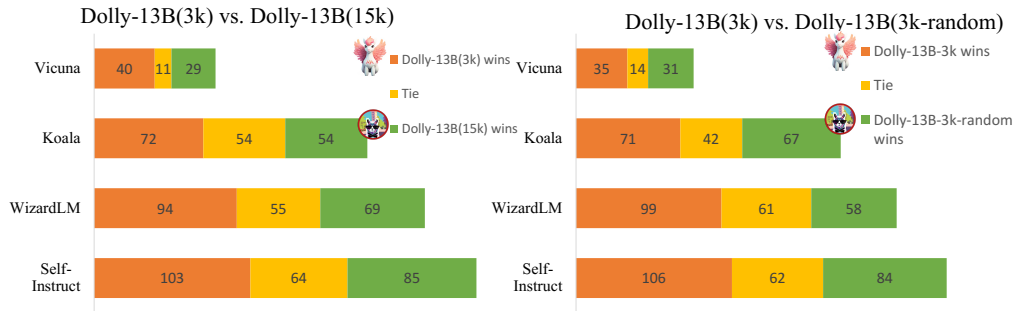 Dolly-13B(3k) vs. Dolly-13B(15k)
Vicuna
40
11
29
Dolly-13B(3k) wins
Tie
Dolly-13B(15k) wins
Koala
72
54
54
WizardLM
94
55
69
Self-
Instruct
103
64
85
Dolly-13B(3k) vs. Dolly-13B(3k-random)
Vicuna
35
14
31
Dolly-13B-3k wins
Tie
Dolly-13B-3k-random
wins
Koala
71
42
67
WizardLM
99
61
58
Self-
Instruct
106
62
84